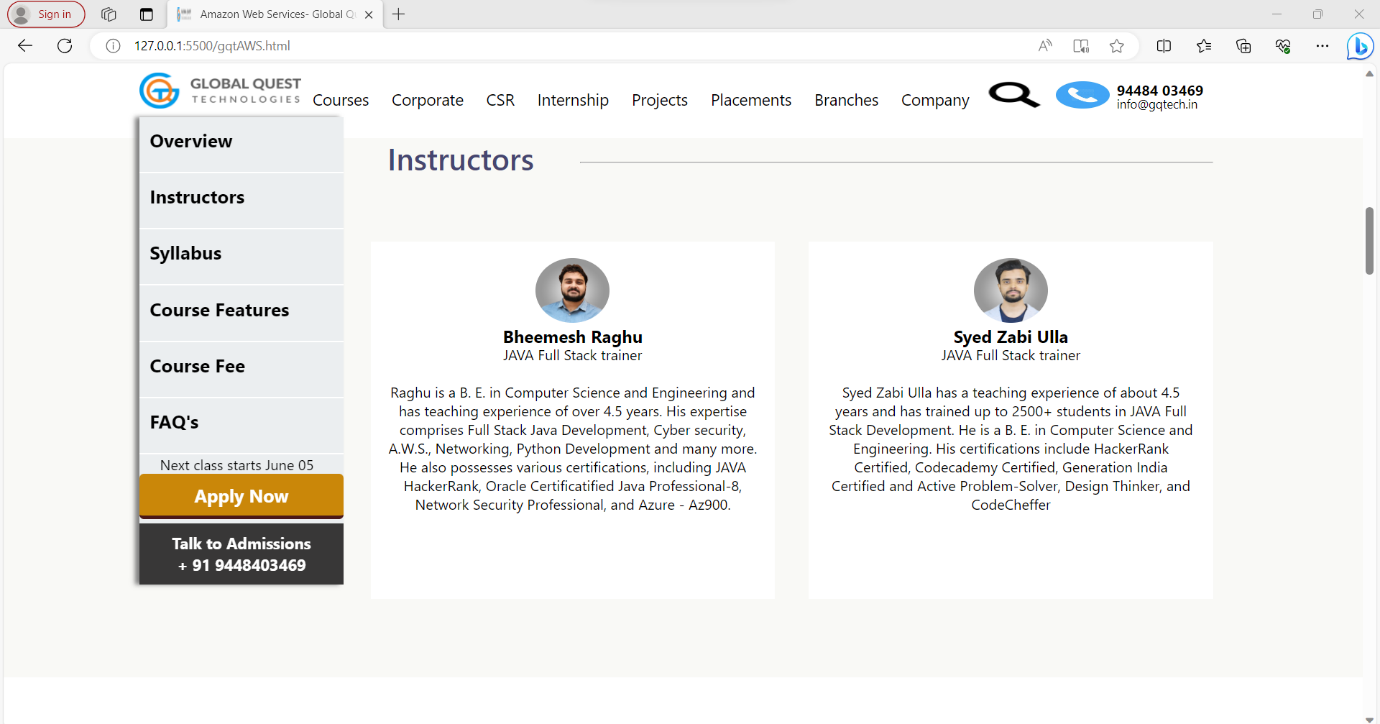 Sign in
Amazon Web Services- Global Q
127.0.0.1:5500/gqtAWS.html
GLOBAL QUEST
TECHNOLOGIES
Courses Corporate CSR Internship Projects Placements Branches Company
94484 03469
info@gqtech.in
Overview
Instructors
Syllabus
Course Features
Course Fee
FAQ's
Next class starts June 05
Apply Now
Talk to Admissions
+ 91 9448403469
Instructors
Bheemesh Raghu
JAVA Full Stack trainer
Raghu is a B. E. in Computer Science and Engineering and
has teaching experience of over 4.5 years. His expertise
comprises Full Stack Java Development, Cyber security,
A.W.S., Networking, Python Development and many more.
He also possesses various certifications, including JAVA
HackerRank, Oracle Certificatified Java Professional-8,
Network Security Professional, and Azure - Az900.
Syed Zabi Ulla
JAVA Full Stack trainer
Syed Zabi Ulla has a teaching experience of about 4.5
years and has trained up to 2500+ students in JAVA Full
Stack Development. He is a B. E. in Computer Science and
Engineering. His certifications include HackerRank
Certified, Codecademy Certified, Generation India
Certified and Active Problem-Solver, Design Thinker, and
CodeCheffer